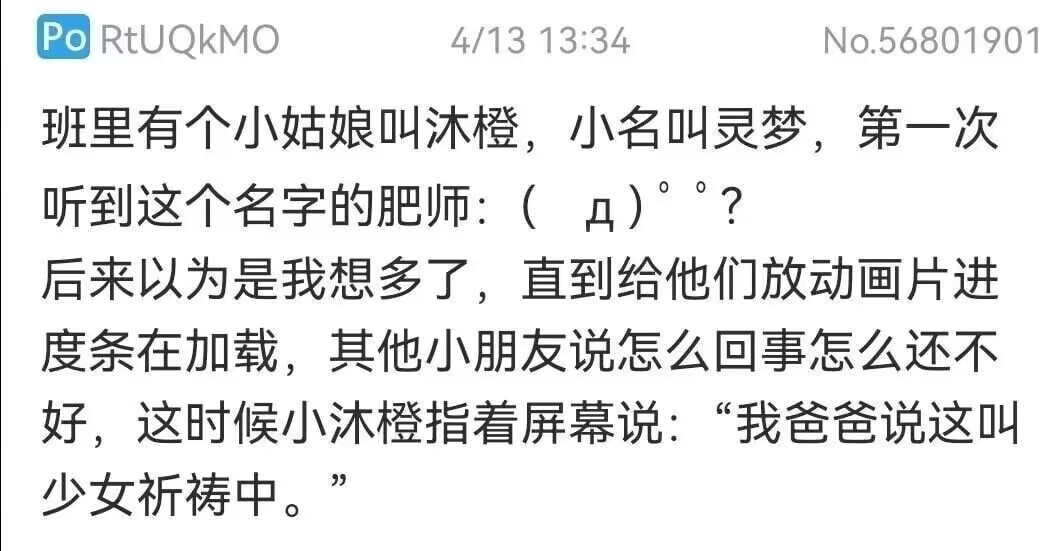 Po RtUQkMO 4/13 13:34 No.56801901
班里有个小姑娘叫沐橙，小名叫灵梦，第一次
听到这个名字的肥师：(　д)ﾟﾟ?
后来以为是我想多了，直到给他们放动画片进
度条在加载，其他小朋友说怎么回事怎么还不
好，这时候小沐橙指着屏幕说：“我爸爸说这叫
少女祈祷中。”